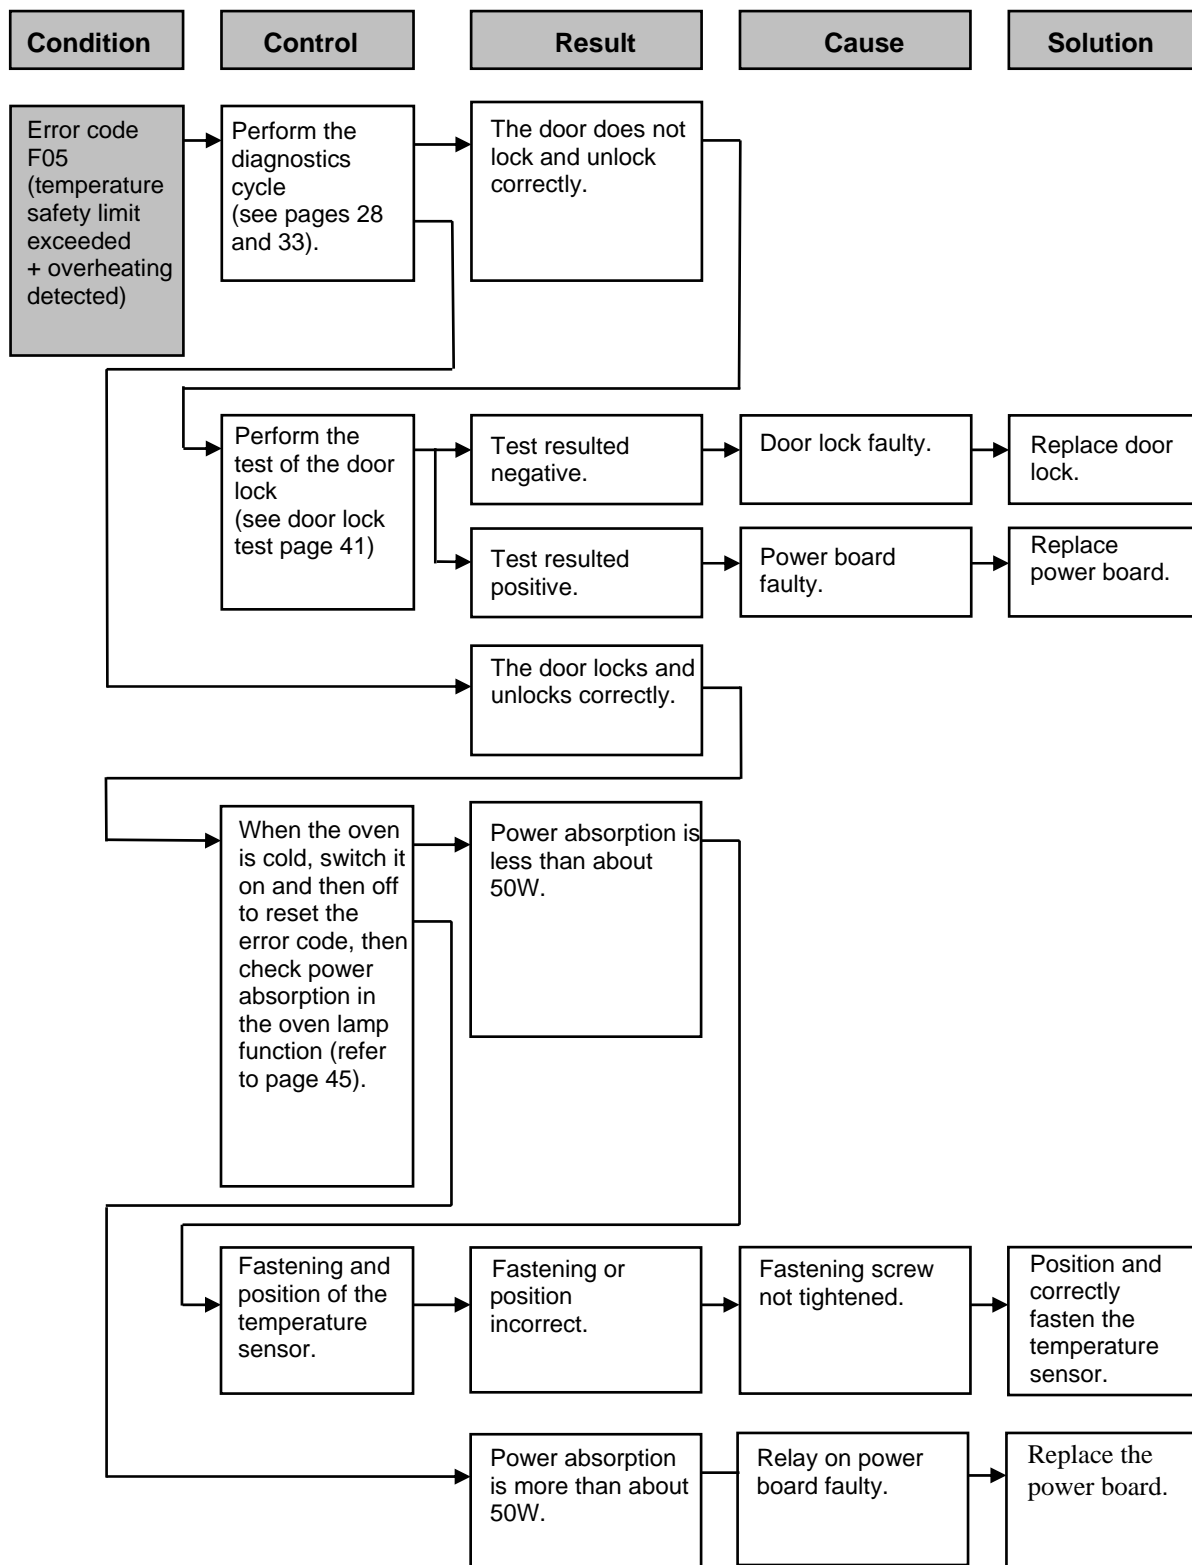 Condition
Control
Result
Cause
Solution
Error code
F05
(temperature
safety limit
exceeded
+ overheating
detected)
Perform the
diagnostics
cycle
(see pages 28
and 33).
The door does not
lock and unlock
correctly.
Perform the
test of the door
lock
(see door lock
test page 41)
Test resulted
negative.
Door lock faulty.
Replace door
lock.
Test resulted
positive.
Power board
faulty.
Replace
power board.
The door locks and
unlocks correctly.
When the oven
is cold, switch it
on and then off
to reset the
error code, then
check power
absorption in
the oven lamp
function (refer
to page 45).
Power absorption is
less than about
50W.
Fastening and
position of the
temperature
sensor.
Fastening or
position
incorrect.
Fastening screw
not tightened.
Position and
correctly
fasten the
temperature
sensor.
Power absorption
is more than about
50W.
Relay on power
board faulty.
Replace the
power board.